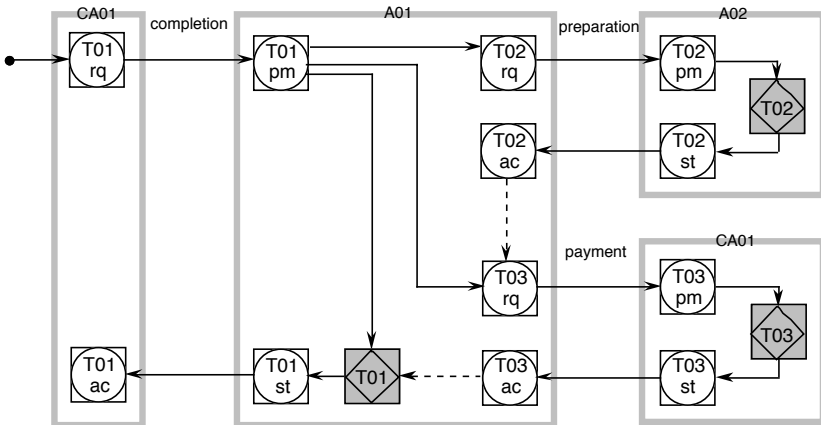 CA01
A01
A02
completion
preparation
T01
rq
T01
pm
T02
rq
T02
pm
T02
T02
ac
T02
st
CA01
payment
T03
rq
T03
pm
T03
T01
ac
T01
st
T01
T03
ac
T03
st